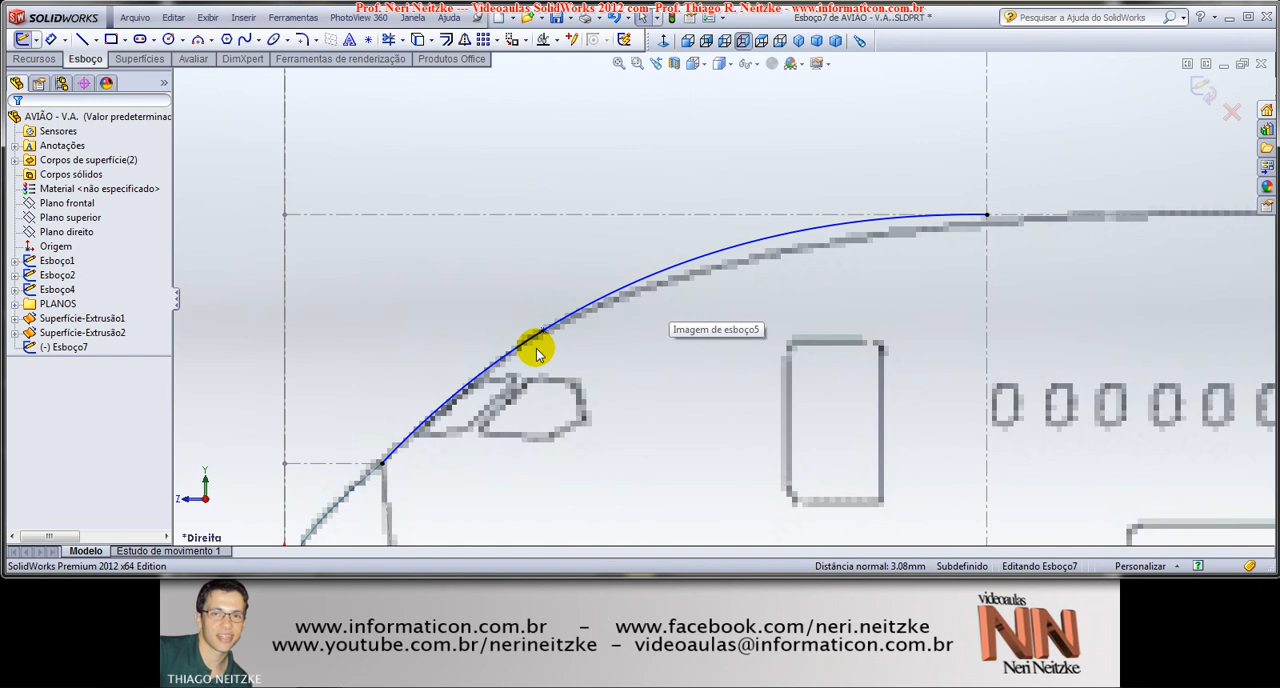 Prof. Neri Neitzke -- Videoaulas SolidWorks 2012 com Prof. Thiago R. Neitzke - www.informaticon.com.br
SOLIDWORKS
Arquivo Editar Exibir Inserir Ferramentas PhotoView 360 Janela Ajuda
Esboço7 de AVIAO - V.A..SLDPRT *
Pesquisar a Ajuda do SolidWorks
Recursos Esboço Superfícies Avaliar DimXpert Ferramentas de renderização Produtos Office
AVIÃO - V.A. (Valor predeterminac
Sensores
Anotações
Corpos de superfície(2)
Corpos sólidos
Material <não especificado>
Plano frontal
Plano superior
Plano direito
Origem
Esboço1
Esboço2
Esboço4
PLANOS
Superfície-Extrusão1
Superfície-Extrusão2
(-) Esboço7
Imagem de esboço5
Y
Z
*Direita
Modelo Estudo de movimento 1
SolidWorks Premium 2012 x64 Edition
Distância normal: 3.08mm Subdefinido Editando Esboço7 Personalizar
www.informaticon.com.br - www.facebook.com/neri.neitzke
www.youtube.com.br/nerineitzke - videoaulas@informaticon.com.br
THIAGO NEITZKE
videoaulas
NN
Neri Neitzke